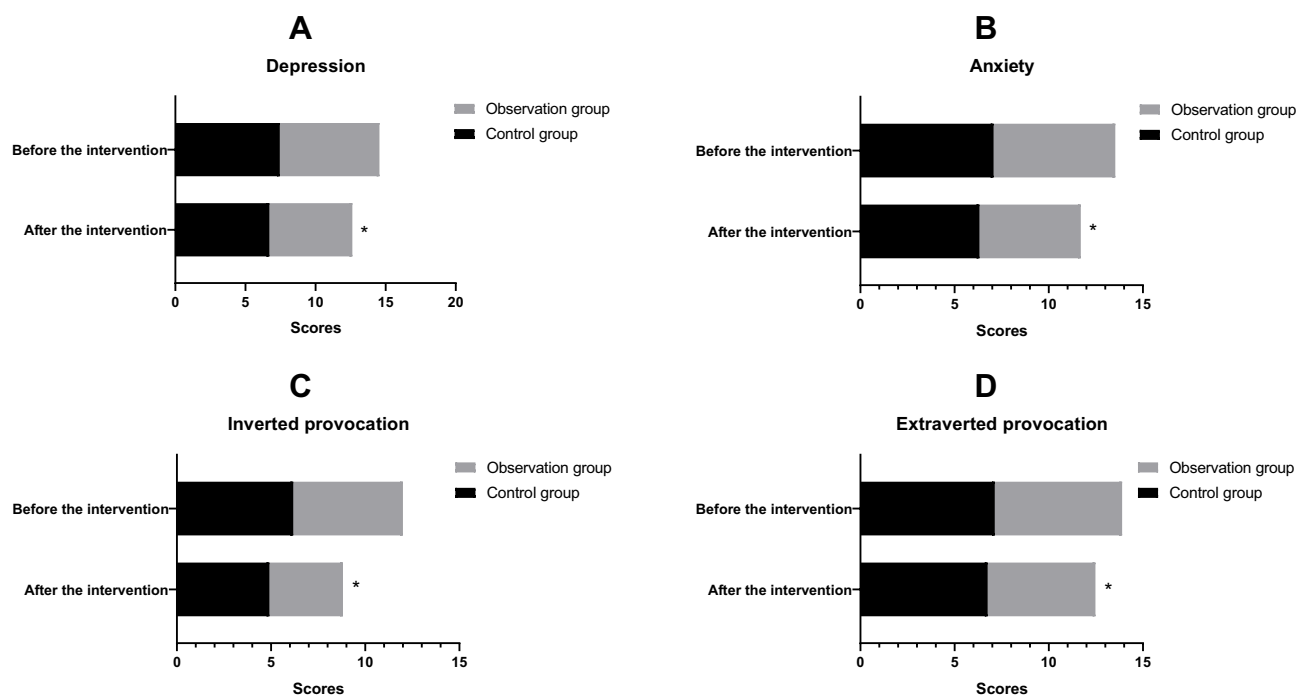 A
Depression
Observation group
Control group
Before the intervention
After the intervention
*
0 5 10 15 20
Scores
B
Anxiety
Observation group
Control group
Before the intervention
After the intervention
*
0 5 10 15
Scores
C
Inverted provocation
Observation group
Control group
Before the intervention
After the intervention
*
0 5 10 15
Scores
D
Extraverted provocation
Observation group
Control group
Before the intervention
After the intervention
*
0 5 10 15
Scores